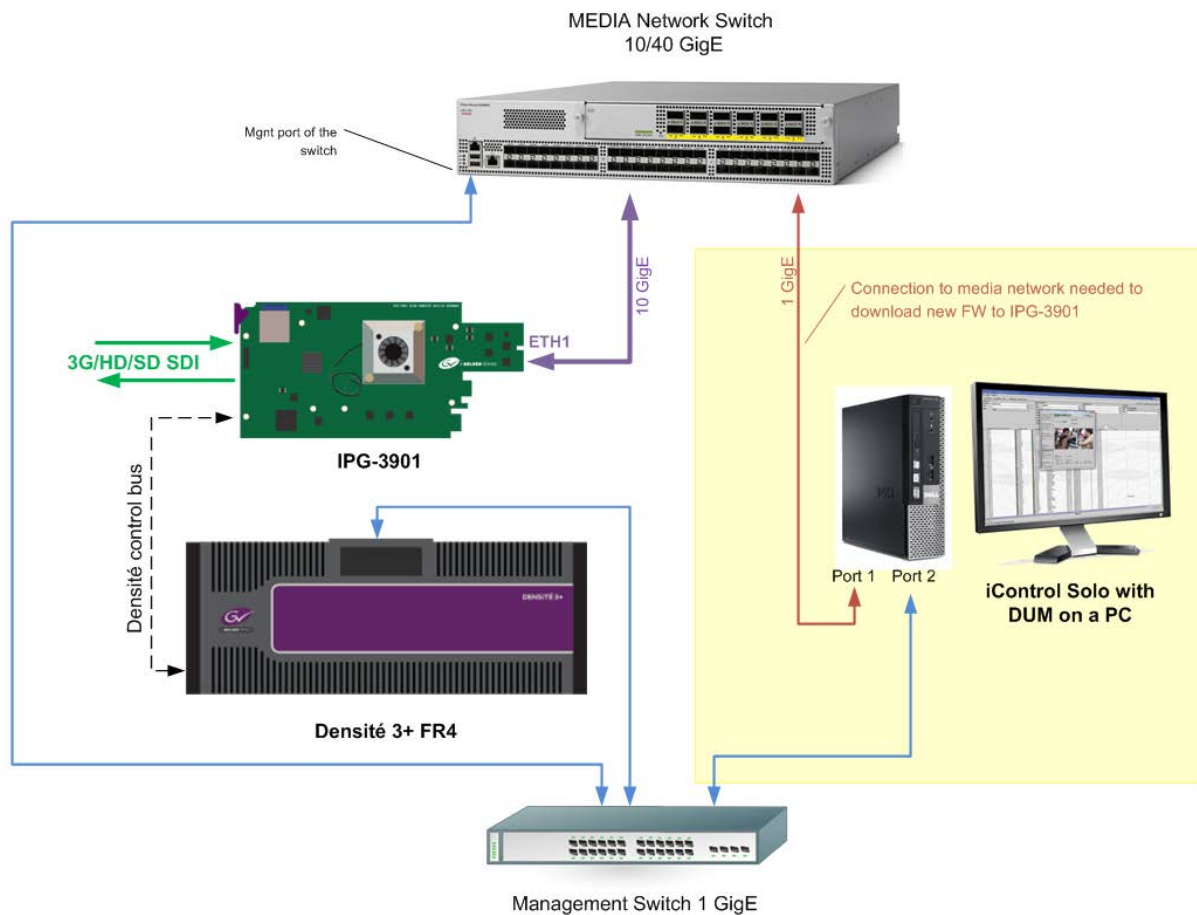 MEDIA Network Switch
10/40 GigE
Mgnt port of the
switch
10 GigE
1 GigE
Connection to media network needed to
download new FW to IPG-3901
3G/HD/SD SDI
ETH1
IPG-3901
Densité control bus
DENSITÉ 3+
Port 1
Port 2
iControl Solo with
DUM on a PC
Densité 3+ FR4
Management Switch 1 GigE